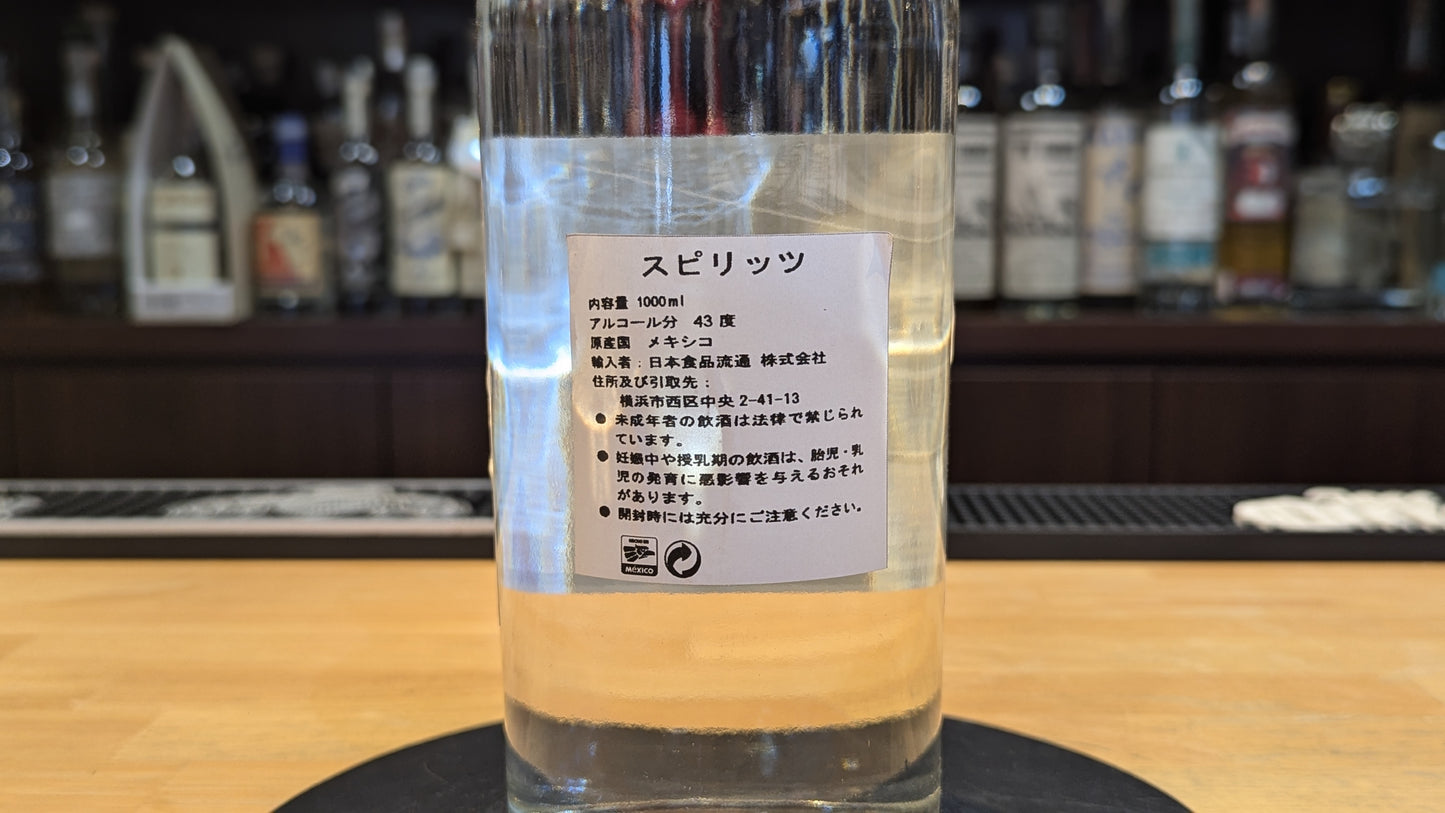 スピリッツ
内容量 1000ml
アルコール分 43度
原産国 メキシコ
輸入者：日本食品流通 株式会社
住所及び引取先：
横浜市西区中央2-41-13
● 未成年者の飲酒は法律で禁じられ
ています。
● 妊娠中や授乳期の飲酒は、胎児・乳
児の発育に悪影響を与えるおそれ
があります。
● 開封時には充分にご注意ください。
HECHO EN
MéXICO